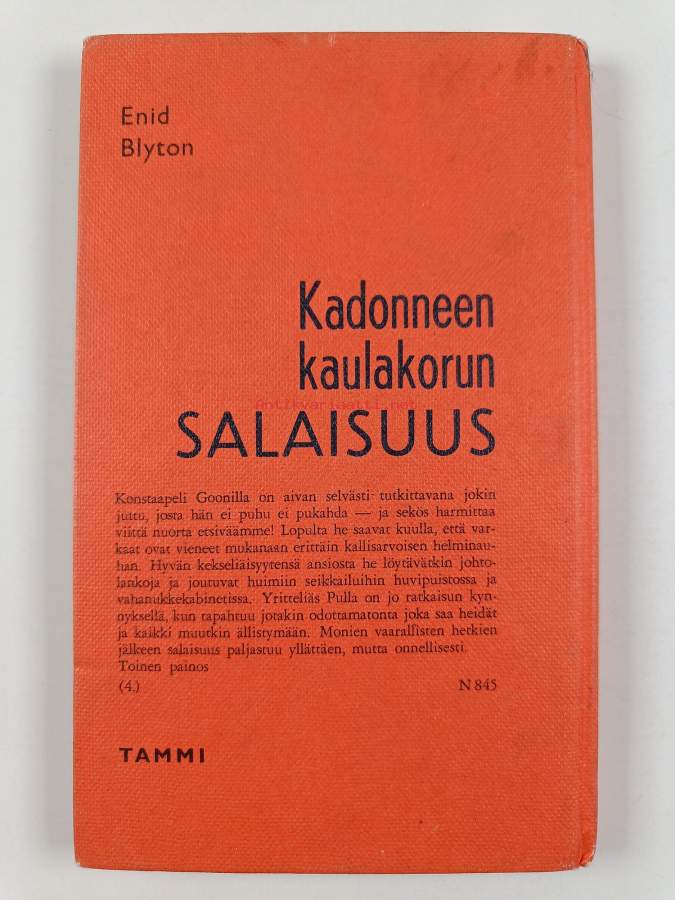 Enid
Blyton
Kadonneen
kaulakorun
Antikvariaatti.net
SALAISUUS
Konstaapeli Goonilla on aivan selvästi tutkittavana jokin
juttu, josta hän ei puhu ei pukahda — ja sekös harmittaa
viittä nuorta etsiväämme! Lopulta he saavat kuulla, että var-
kaat ovat vieneet mukanaan erittäin kallisarvoisen helminau-
han. Hyvän kekseliäisyytensä ansiosta he löytävätkin johto-
lankoja ja joutuvat huimiin seikkailuihin huvipuistossa ja
vahanukkekabinetissa. Yritteliäs Pulla on jo ratkaisun kyn-
nyksellä, kun tapahtuu jotakin odottamatonta joka saa heidät
ja kaikki muutkin ällistymään. Monien vaarallisten hetkien
jälkeen salaisuus paljastuu yllättäen, mutta onnellisesti.
Toinen painos
(4.) N 845
TAMMI